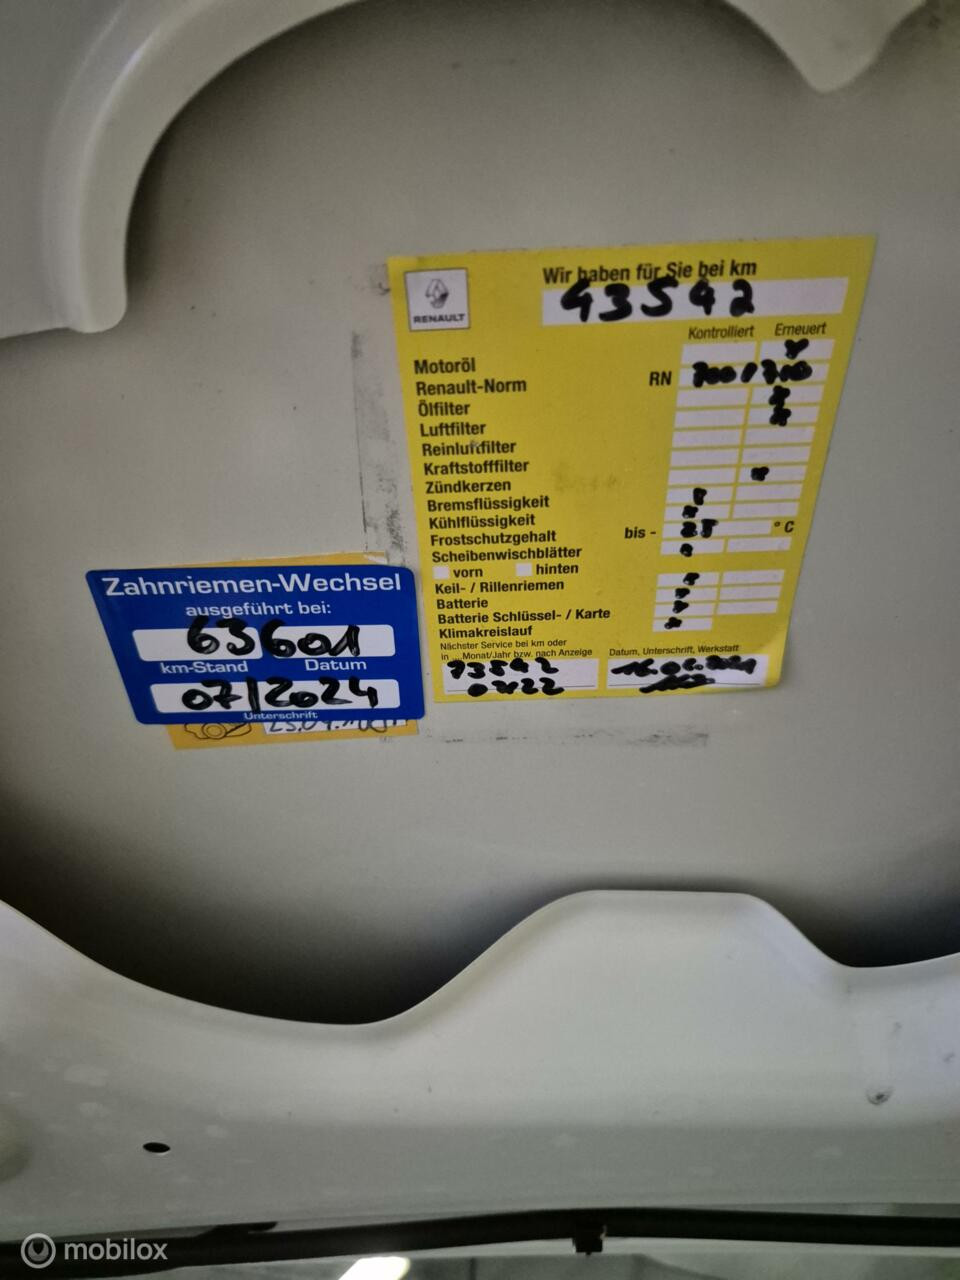 Wir haben für Sie bei km
43542
RENAULT
Kontrolliert Erneuert
Motoröl
Renault-Norm RN 700/710
Ölfilter
Luftfilter
Reinluftfilter
Kraftstofffilter
Zündkerzen
Bremsflüssigkeit
Kühlflüssigkeit
Frostschutzgehalt bis - 25 °C
Scheibenwischblätter
vorn hinten
Keil- / Rillenriemen
Batterie
Batterie Schlüssel- / Karte
Klimakreislauf
Nächster Service bei km oder
in ... Monat/Jahr bzw. nach Anzeige
Datum, Unterschrift, Werkstatt
73542
Zahnriemen-Wechsel
ausgeführt bei:
63601
km-Stand Datum
07/2024
Unterschrift
mobilox